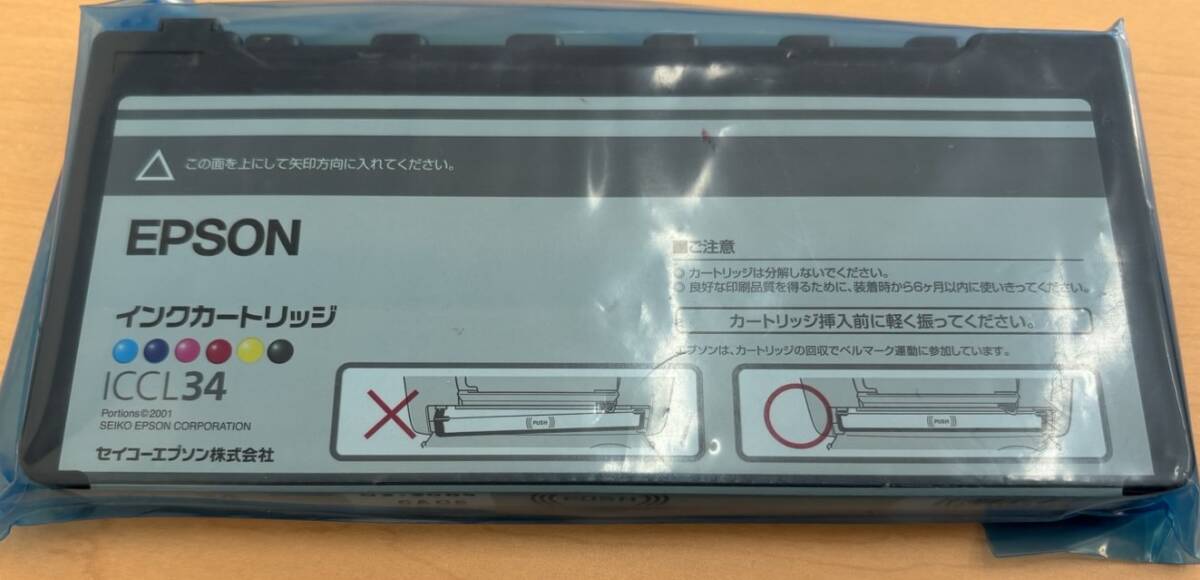 この面を上にして矢印方向に入れてください。
EPSON
インクカートリッジ
ICCL34
Portions©2001
SEIKO EPSON CORPORATION
セイコーエプソン株式会社
ご注意
カートリッジは分解しないでください。
良好な印刷品質を得るために、装着時から6ヶ月以内に使いきってください。
カートリッジ挿入前に軽く振ってください。
エプソンは、カートリッジの回収でベルマーク運動に参加しています。
PUSH
PUSH
PUSH